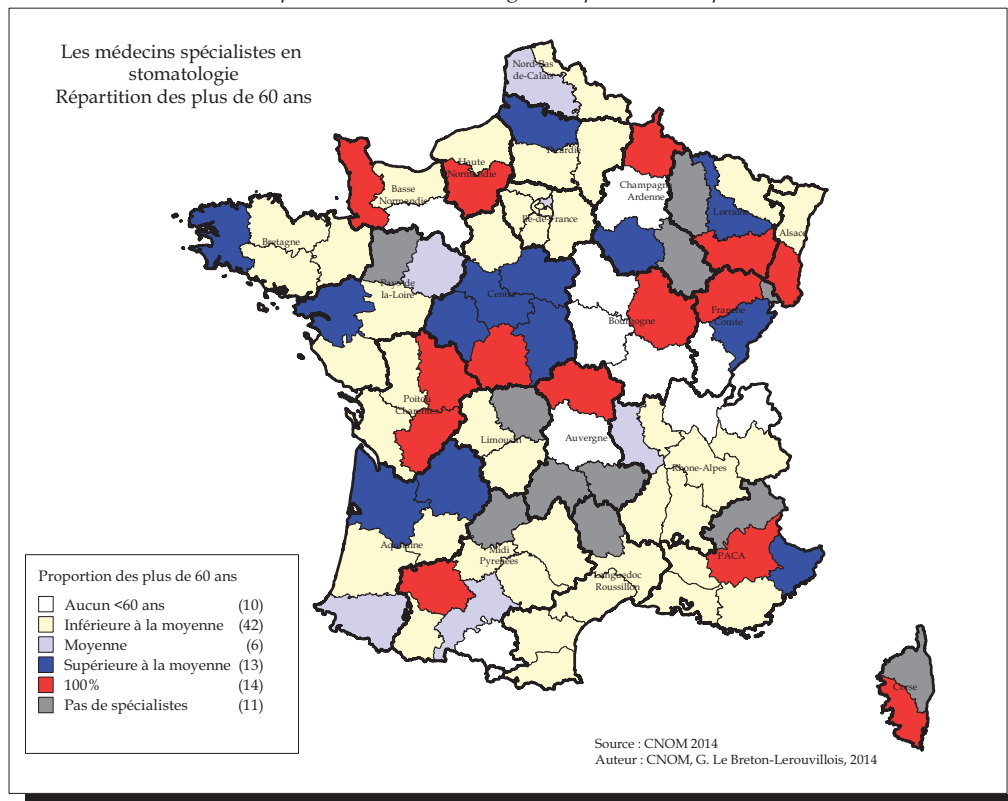 Les médecins spécialistes en
stomatologie
Répartition des plus de 60 ans
Nord-Pas
de-Calais
Picardie
Haute
Normandie
Basse
Normandie
Champagne
Ardenne
Lorraine
Ile-de-France
Alsace
Bretagne
Pays de
la-Loire
Centre
Bourgogne
Franche
Comte
Poitou
Charentes
Limousin
Auvergne
Rhone-Alpes
Aquitaine
Midi
Pyrenées
Languedoc
Roussillon
PACA
Corse
Proportion des plus de 60 ans
Aucun <60 ans (10)
Inférieure à la moyenne (42)
Moyenne (6)
Supérieure à la moyenne (13)
100% (14)
Pas de spécialistes (11)
Source : CNOM 2014
Auteur : CNOM, G. Le Breton-Lerouvillois, 2014